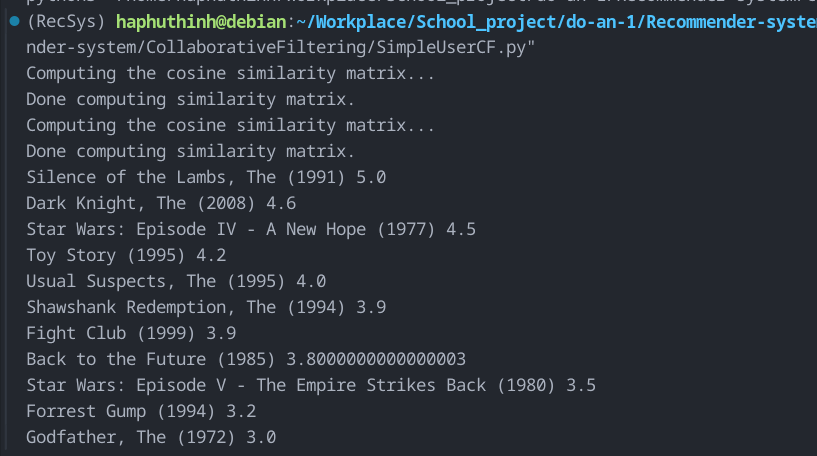 (RecSys) haphuthinh@debian:~/Workplace/School_project/do-an-1/Recommender-syste
nder-system/CollaborativeFiltering/SimpleUserCF.py"
Computing the cosine similarity matrix...
Done computing similarity matrix.
Computing the cosine similarity matrix...
Done computing similarity matrix.
Silence of the Lambs, The (1991) 5.0
Dark Knight, The (2008) 4.6
Star Wars: Episode IV - A New Hope (1977) 4.5
Toy Story (1995) 4.2
Usual Suspects, The (1995) 4.0
Shawshank Redemption, The (1994) 3.9
Fight Club (1999) 3.9
Back to the Future (1985) 3.8000000000000003
Star Wars: Episode V - The Empire Strikes Back (1980) 3.5
Forrest Gump (1994) 3.2
Godfather, The (1972) 3.0